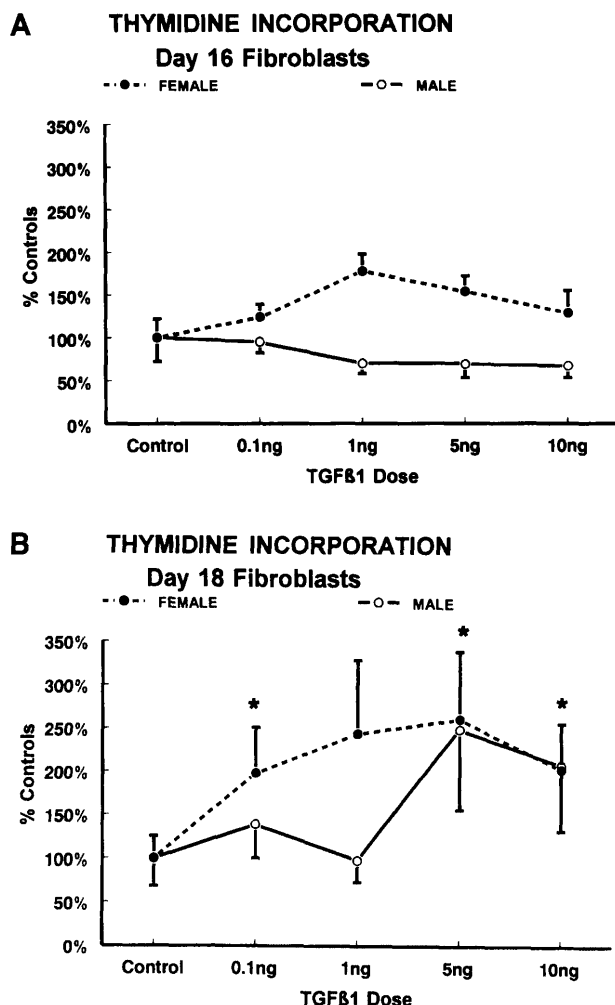 A
THYMIDINE INCORPORATION
Day 16 Fibroblasts
FEMALE
MALE
350%
300%
250%
200%
150%
100%
50%
0%
% Controls
Control 0.1ng 1ng 5ng 10ng
TGFß1 Dose
B
THYMIDINE INCORPORATION
Day 18 Fibroblasts
FEMALE
MALE
350%
300%
250%
200%
150%
100%
50%
0%
% Controls
*
*
*
Control 0.1ng 1ng 5ng 10ng
TGFß1 Dose